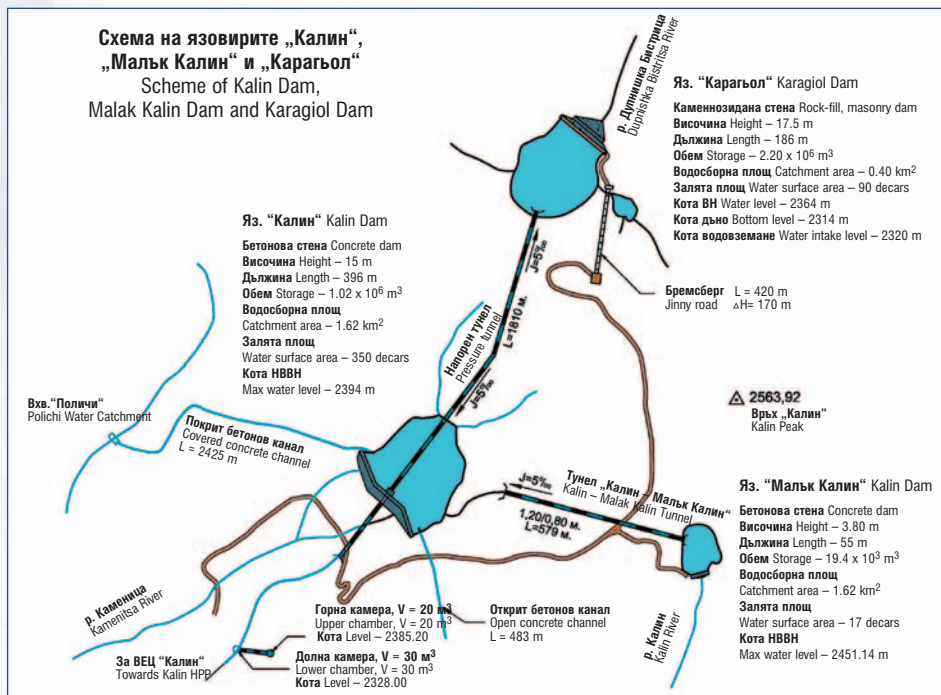 Схема на язовирите „Калин“,
„Малък Калин“ и „Карагьол“
Scheme of Kalin Dam,
Malak Kalin Dam and Karagiol Dam
р. Дупнишка Бистрица
Dupnishka Bistritsa River
Яз. “Карагьол“ Karagiol Dam
Каменнозидана стена Rock-fill, masonry dam
Височина Height – 17.5 m
Дължина Length – 186 m
Обем Storage – 2.20 x 10⁶ m³
Водосборна площ Catchment area – 0.40 km²
Залята площ Water surface area – 90 decars
Кота ВН Water level – 2364 m
Кота дъно Bottom level – 2314 m
Кота водовземане Water intake level – 2320 m
Яз. “Калин“ Kalin Dam
Бетонова стена Concrete dam
Височина Height – 15 m
Дължина Length – 396 m
Обем Storage – 1.02 x 10⁶ m³
Водосборна площ
Catchment area – 1.62 km²
Залята площ
Water surface area – 350 decars
Кота НВВН
Max water level – 2394 m
J=5‰
L=1810 м.
Напорен тунел
Pressure tunnel
J=5‰
Бремсберг L = 420 m
Jinny road △H= 170 m
2563,92
Връх „Калин“
Kalin Peak
Вхв.“Поличи“
Polichi Water Catchment
Покрит бетонов канал
Covered concrete channel
L = 2425 m
J=5‰
Тунел „Калин – Малък Калин“
Kalin – Malak Kalin Tunnel
1,20/0,80 м.
L=579 м.
Яз. “Малък Калин“ Kalin Dam
Бетонова стена Concrete dam
Височина Height – 3.80 m
Дължина Length – 55 m
Обем Storage – 19.4 x 10³ m³
Водосборна площ
Catchment area – 1.62 km²
Залята площ
Water surface area – 17 decars
Кота НВВН
Max water level – 2451.14 m
р. Каменица
Kamenitsa River
Горна камера, V = 20 m³
Upper chamber, V = 20 m³
Кота Level – 2385.20
Открит бетонов канал
Open concrete channel
L = 483 m
р. Калин
Kalin River
За ВЕЦ “Калин“
Towards Kalin HPP
Долна камера, V = 30 m³
Lower chamber, V = 30 m³
Кота Level – 2328.00